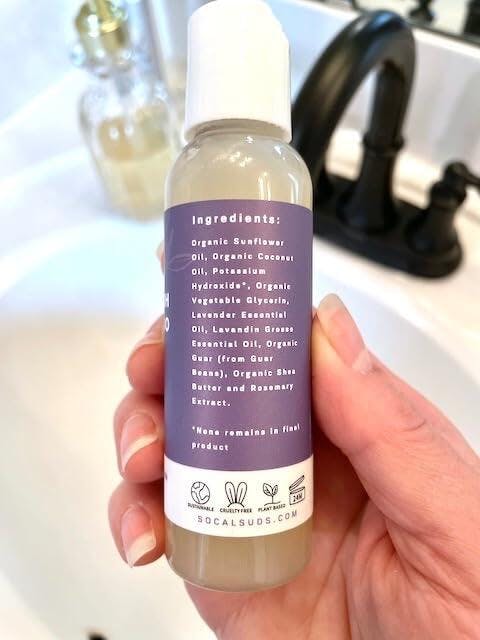 Ingredients:
Organic Sunflower
Oil, Organic Coconut
Oil, Potassium
Hydroxide*, Organic
Vegetable Glycerin,
Lavender Essential
Oil, Lavandin Grosso
Essential Oil, Organic
Guar (from Guar
Beans), Organic Shea
Butter and Rosemary
Extract.
*None remains in final
product
SUSTAINABLE CRUELTY FREE PLANT BASED 24M
SOCALSUDS.COM
H
O